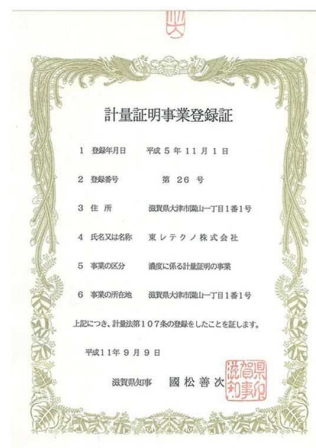 計量証明事業登録証
1 登録年月日 平成5年11月1日
2 登録番号 第26号
3 住所 滋賀県大津市園山一丁目1番1号
4 氏名又は名称 東レテクノ株式会社
5 事業の区分 濃度に係る計量証明の事業
6 事業の所在地 滋賀県大津市園山一丁目1番1号
上記につき、計量法第107条の登録をしたことを証します。
平成11年9月9日
滋賀県知事 國松善次
滋賀県知事印